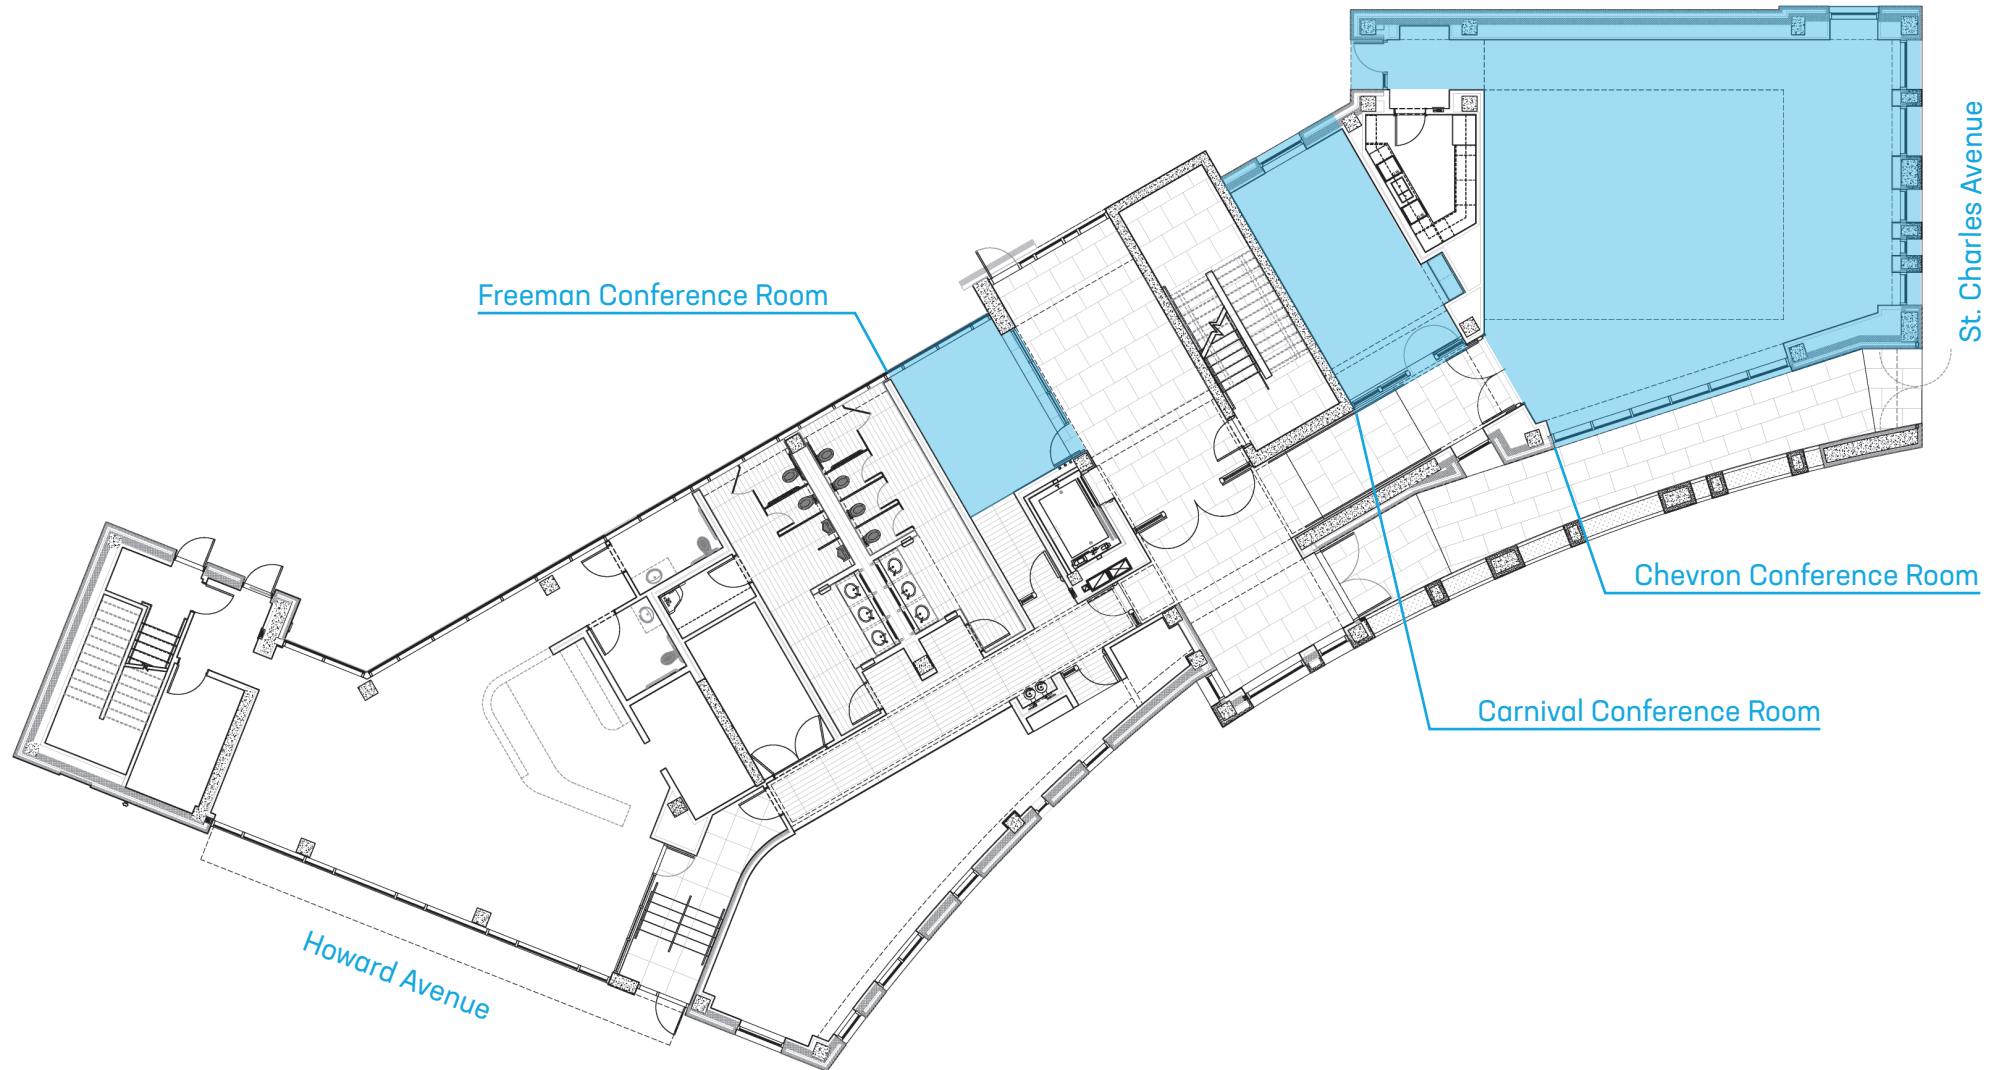 St. Charles Avenue
Freeman Conference Room
Chevron Conference Room
Carnival Conference Room
Howard Avenue